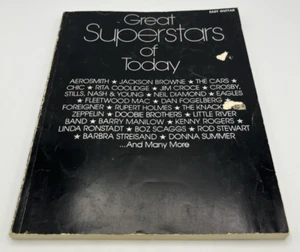 EASY GUITAR
Great
Superstars
of
Today
AEROSMITH ★ JACKSON BROWNE ★ THE CARS ★
CHIC ★ RITA COOLIDGE ★ JIM CROCE ★ CROSBY,
STILLS, NASH & YOUNG ★ NEIL DIAMOND ★ EAGLES
★ FLEETWOOD MAC ★ DAN FOGELBERG ★
FOREIGNER ★ RUPERT HOLMES ★ THE KNACK
ZEPPELIN ★ DOOBIE BROTHERS ★ LITTLE RIVER
BAND ★ BARRY MANILOW ★ KENNY ROGERS ★
LINDA RONSTADT ★ BOZ SCAGGS ★ ROD STEWART
★ BARBRA STREISAND ★ DONNA SUMMER
...And Many More